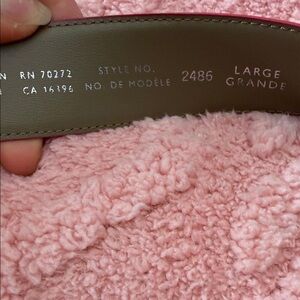 N RN 70272 STYLE NO. 2486 LARGE
CA 16196 NO. DE MODÈLE GRANDE